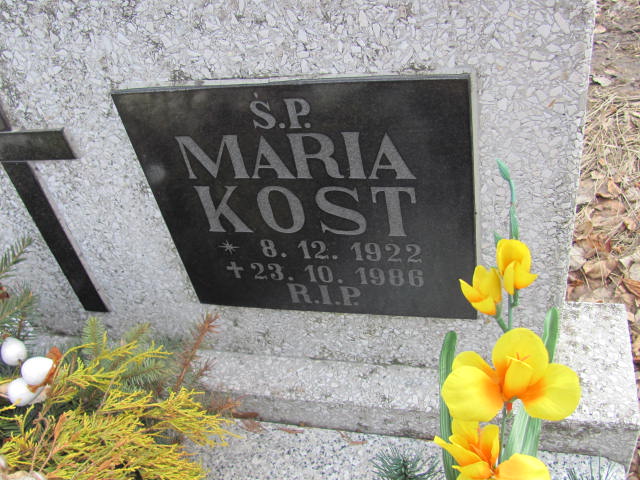 Ś.P.
MARIA
KOST
* 8. 12. 1922
✝ 23. 10. 1986
R.I.P.